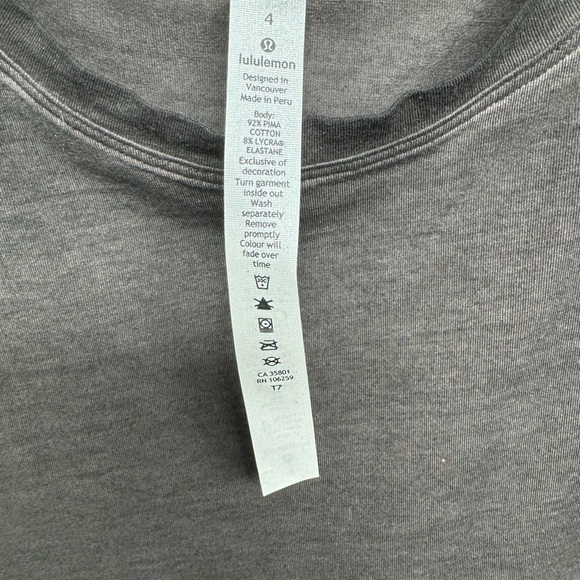 4
lululemon
Designed in
Vancouver
Made in Peru
Body:
92% PIMA
COTTON
8% LYCRA®
ELASTANE
Exclusive of
decoration
Turn garment
inside out
Wash
separately
Remove
promptly
Colour will
fade over
time
CA 35801
RN 106259
T7